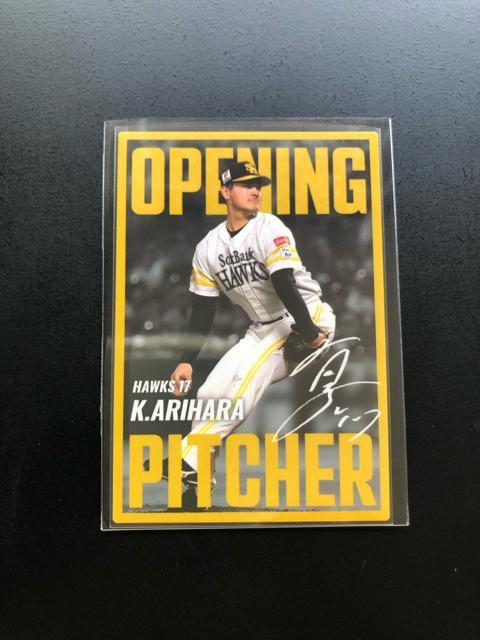 OPENING
SoftBank
HAWKS
HAWKS 17
K.ARIHARA
PITCHER